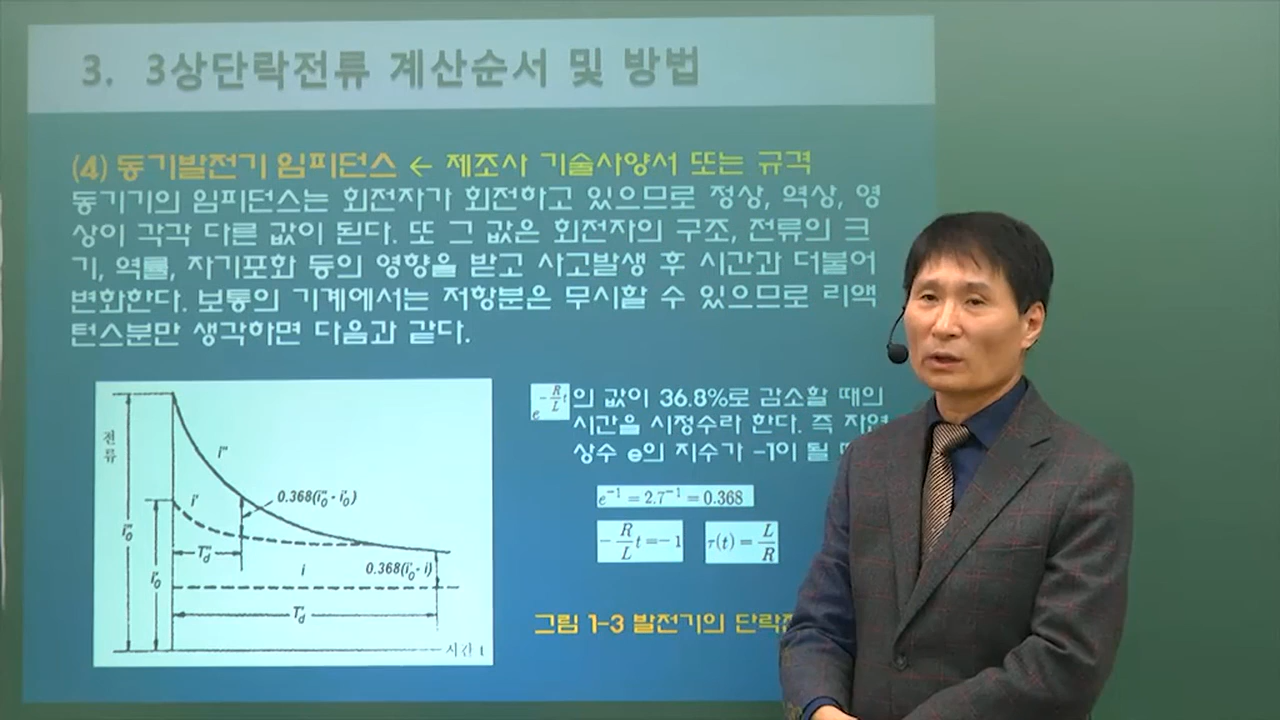 3. 3상단락전류 계산순서 및 방법
(4) 동기발전기 임피던스 ← 제조사 기술사양서 또는 규격
동기기의 임피던스는 회전자가 회전하고 있으므로 정상, 역상, 영
상이 각각 다른 값이 된다. 또 그 값은 회전자의 구조, 전류의 크
기, 역률, 자기포화 등의 영향을 받고 사고발생 후 시간과 더불어
변화한다. 보통의 기계에서는 저항분은 무시할 수 있으므로 리액
턴스분만 생각하면 다음과 같다.
e^{-\frac{R}{L}t}의 값이 36.8%로 감소할 때의
시간을 시정수라 한다. 즉 자연
상수 e의 지수가 -1이 될
e^{-1} = 2.7^{-1} = 0.368
-\frac{R}{L}t = -1
τ(t) = \frac{L}{R}
그림 1-3 발전기의 단락
전류
i''
0.368(i''₀ - i'₀)
i'
T''d
i''₀
i'₀
i
0.368(i'₀ - i)
T'd
시간 t